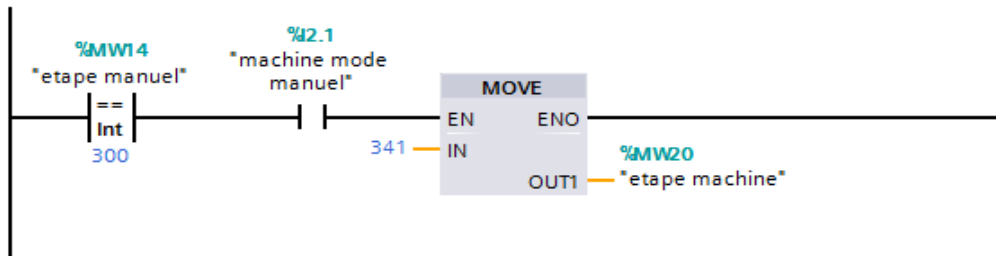 %MW14
"etape manuel"
==
Int
300
%I2.1
"machine mode
manuel"
MOVE
EN ENO
341 IN
OUT1
%MW20
"etape machine"